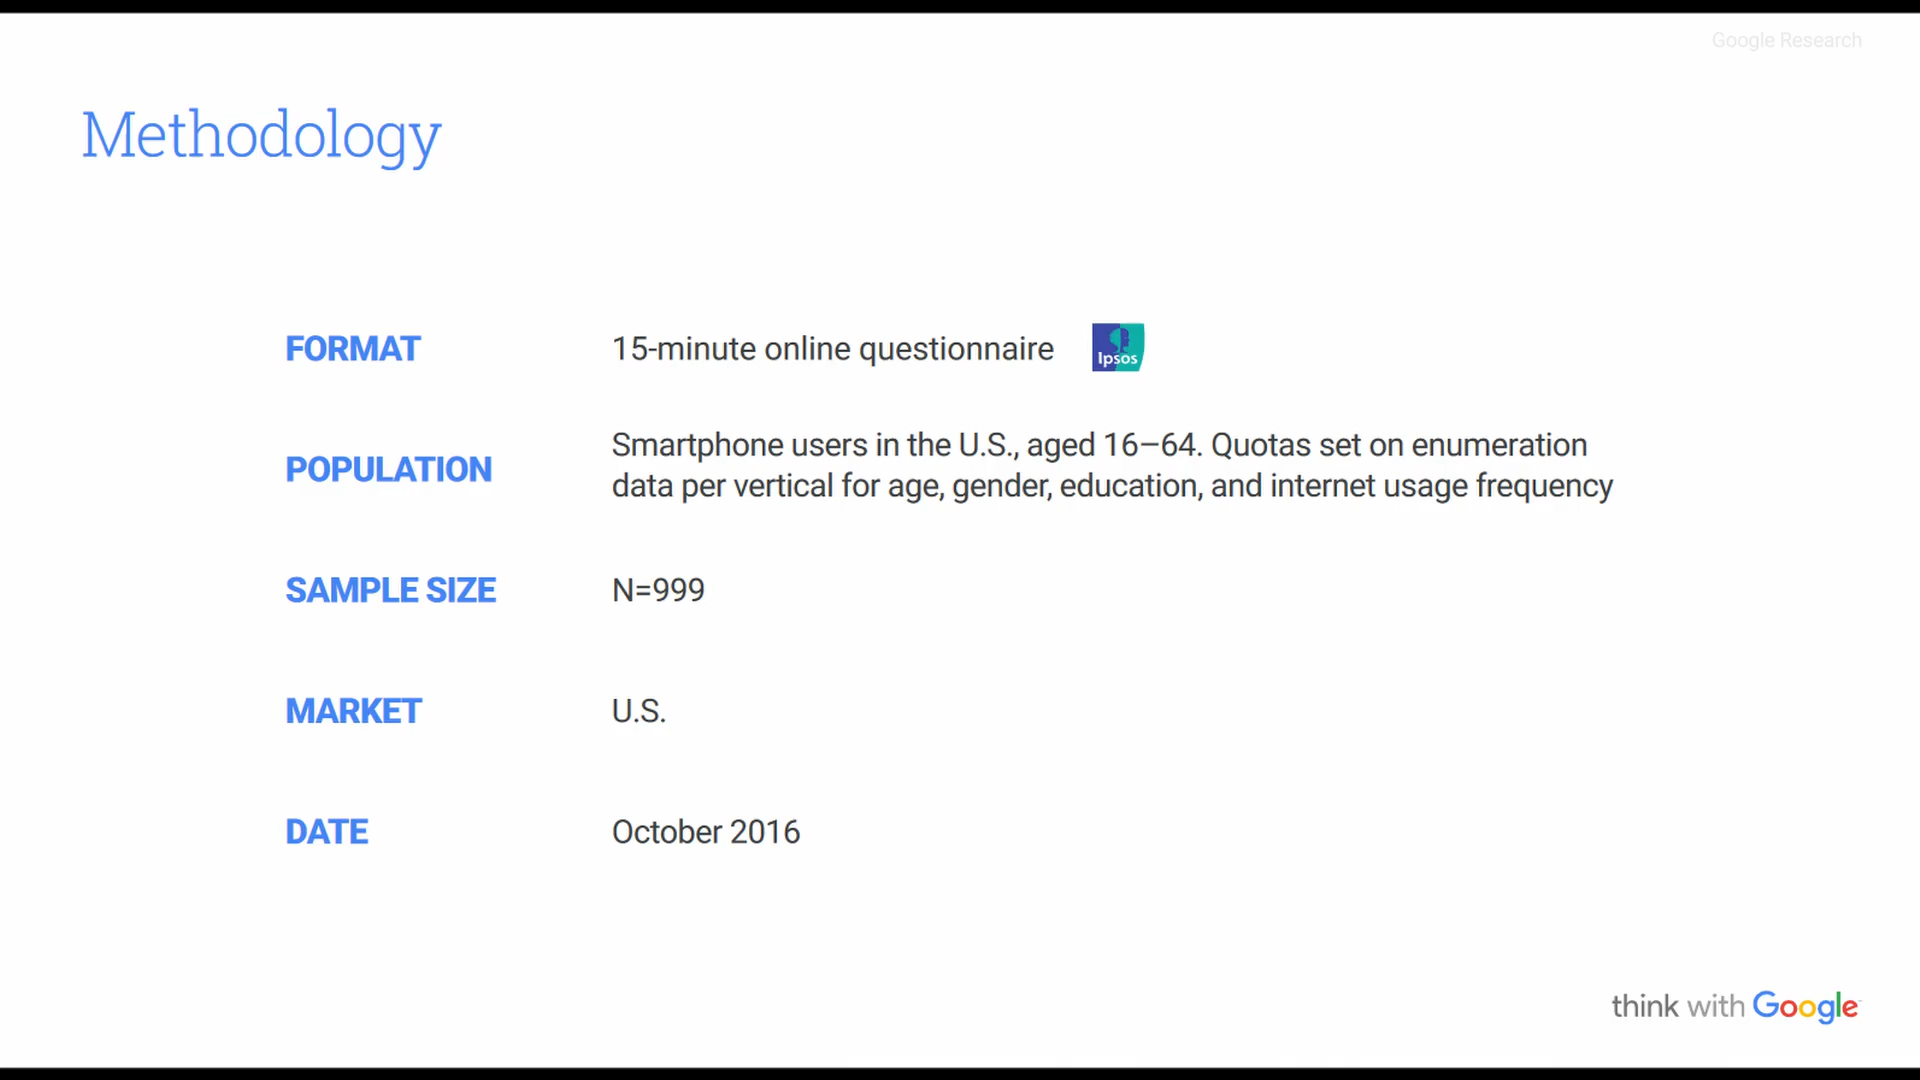 Google Research
Methodology
FORMAT
15-minute online questionnaire
Ipsos
POPULATION
Smartphone users in the U.S., aged 16–64. Quotas set on enumeration
data per vertical for age, gender, education, and internet usage frequency
SAMPLE SIZE
N=999
MARKET
U.S.
DATE
October 2016
think with Google